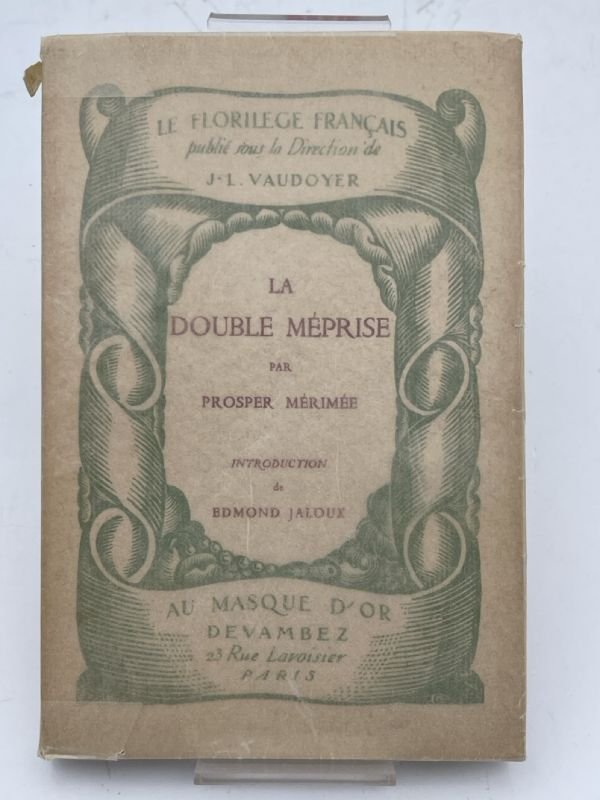 LE FLORILEGE FRANÇAIS
publié sous la Direction de
J-L. VAUDOYER
LA
DOUBLE MÉPRISE
PAR
PROSPER MÉRIMÉE
INTRODUCTION
de
EDMOND JALOUX
AU MASQUE D'OR
DEVAMBEZ
23 Rue Lavoisier
PARIS